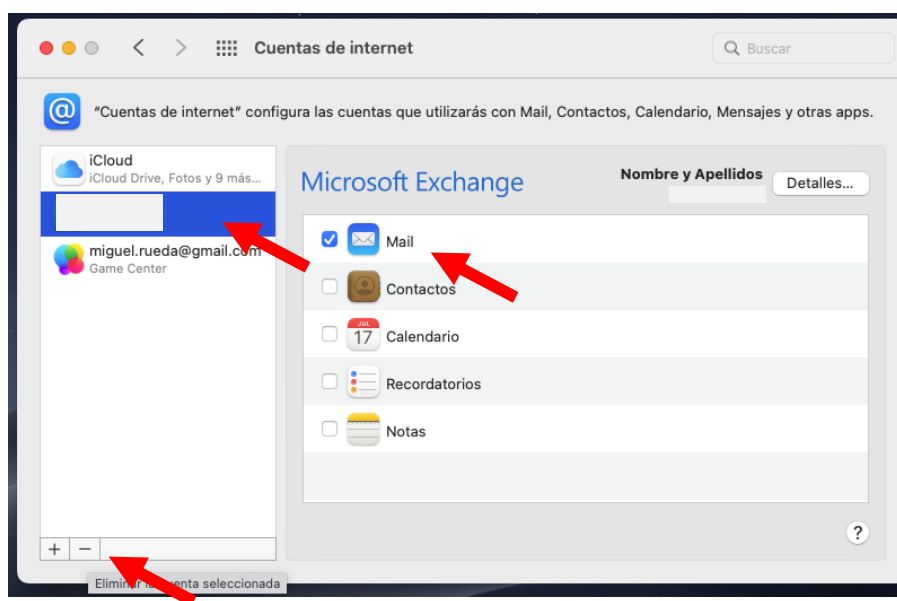 Cuentas de internet
Buscar
“Cuentas de internet” configura las cuentas que utilizarás con Mail, Contactos, Calendario, Mensajes y otras apps.
iCloud
iCloud Drive, Fotos y 9 más...
miguel.rueda@gmail.com
Game Center
Microsoft Exchange
Nombre y Apellidos
Detalles...
Mail
Contactos
JUL
17
Calendario
Recordatorios
Notas
?
+ −
Eliminar la cuenta seleccionada